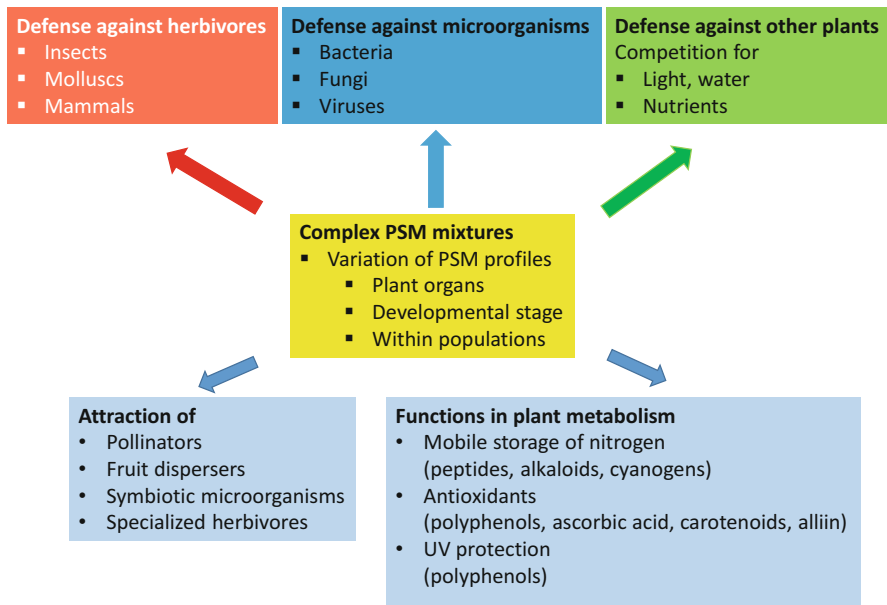 Defense against herbivores
▪ Insects
▪ Molluscs
▪ Mammals
Defense against microorganisms
▪ Bacteria
▪ Fungi
▪ Viruses
Defense against other plants
Competition for
▪ Light, water
▪ Nutrients
Complex PSM mixtures
▪ Variation of PSM profiles
▪ Plant organs
▪ Developmental stage
▪ Within populations
Attraction of
• Pollinators
• Fruit dispersers
• Symbiotic microorganisms
• Specialized herbivores
Functions in plant metabolism
• Mobile storage of nitrogen
(peptides, alkaloids, cyanogens)
• Antioxidants
(polyphenols, ascorbic acid, carotenoids, alliin)
• UV protection
(polyphenols)